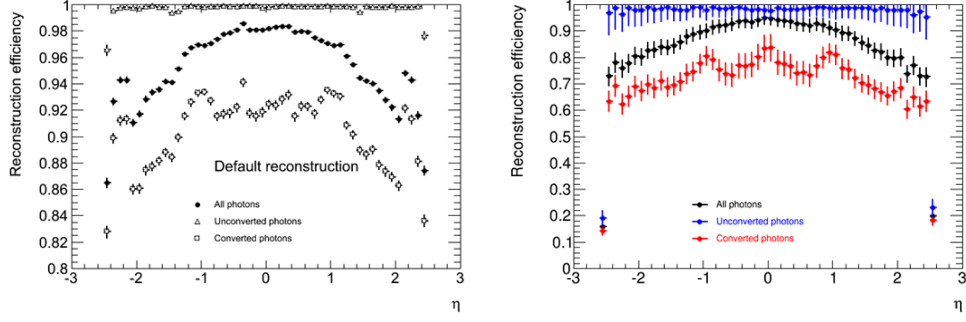 Reconstruction efficiency
1
0.98
0.96
0.94
0.92
0.9
0.88
0.86
0.84
0.82
0.8
Default reconstruction
All photons
Unconverted photons
Converted photons
-3 -2 -1 0 1 2 3
η
Reconstruction efficiency
1
0.9
0.8
0.7
0.6
0.5
0.4
0.3
0.2
0.1
0
All photons
Unconverted photons
Converted photons
-3 -2 -1 0 1 2 3
η